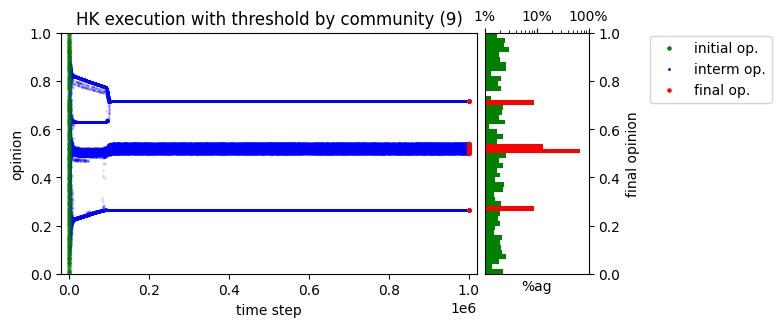 HK execution with threshold by community (9)
1% 10% 100%
1.0
0.8
0.6
0.4
0.2
0.0
opinion
0.0 0.2 0.4 0.6 0.8 1.0
1e6
time step
1.0
0.8
0.6
0.4
0.2
0.0
final opinion
%ag
initial op.
interm op.
final op.